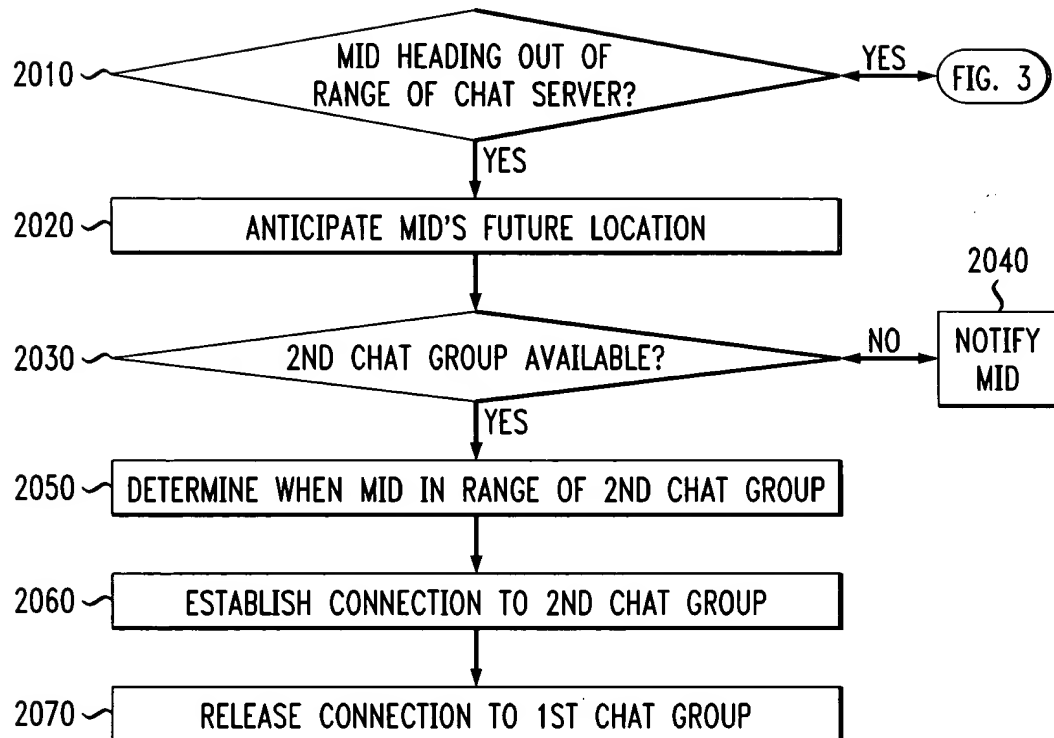 2010
MID HEADING OUT OF
RANGE OF CHAT SERVER?
YES
FIG. 3
YES
2020
ANTICIPATE MID'S FUTURE LOCATION
2040
2030
2ND CHAT GROUP AVAILABLE?
NO
NOTIFY
MID
YES
2050
DETERMINE WHEN MID IN RANGE OF 2ND CHAT GROUP
2060
ESTABLISH CONNECTION TO 2ND CHAT GROUP
2070
RELEASE CONNECTION TO 1ST CHAT GROUP